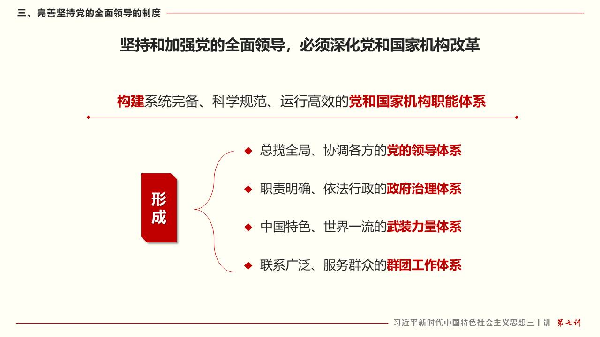 三、完善坚持党的全面领导的制度
坚持和加强党的全面领导，必须深化党和国家机构改革
构建系统完备、科学规范、运行高效的党和国家机构职能体系
形成
总揽全局、协调各方的党的领导体系
职责明确、依法行政的政府治理体系
中国特色、世界一流的武装力量体系
联系广泛、服务群众的群团工作体系
习近平新时代中国特色社会主义思想三十讲 第七讲